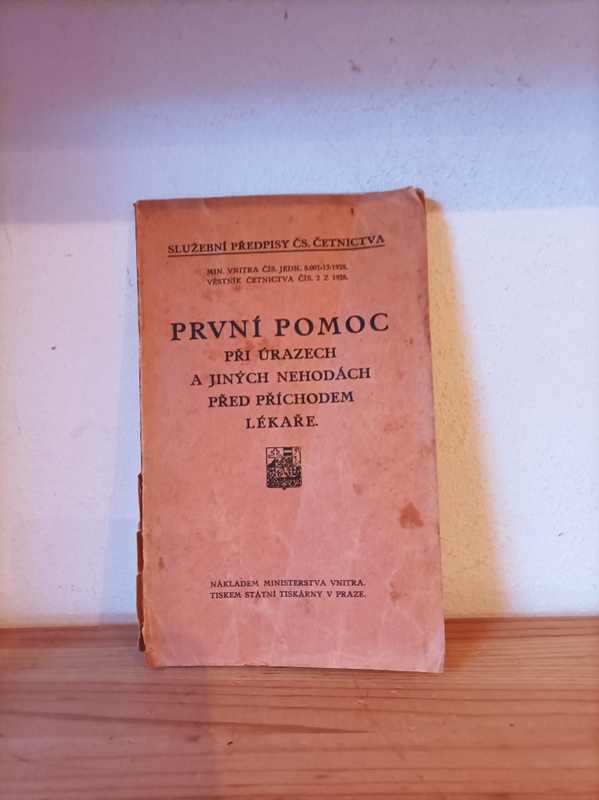 SLUŽEBNÍ PŘEDPISY ČS. ČETNICTVA
MIN. VNITRA ČÍS. JEDN. 8.001-13/1928.
VĚSTNÍK ČETNICTVA ČÍS. 2 Z 1928.
PRVNÍ POMOC
PŘI ÚRAZECH
A JINÝCH NEHODÁCH
PŘED PŘÍCHODEM
LÉKAŘE.
NÁKLADEM MINISTERSTVA VNITRA.
TISKEM STÁTNÍ TISKÁRNY V PRAZE.